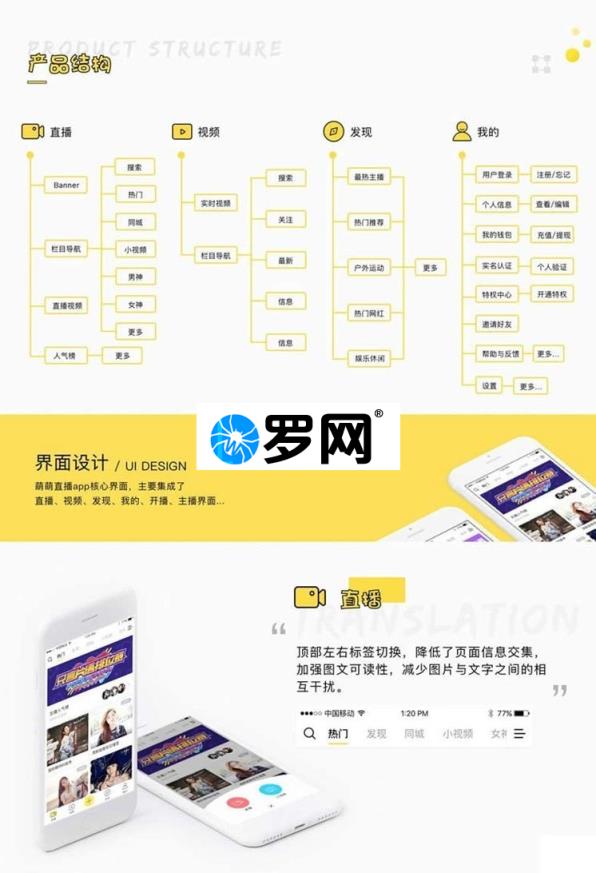 PRODUCT STRUCTURE
产品结构
直播
Banner
栏目导航
搜索
热门
同城
小视频
男神
女神
更多
直播视频
人气榜
更多
视频
实时视频
栏目导航
搜索
关注
最新
信息
信息
发现
最热主播
热门推荐
户外运动
热门网红
娱乐休闲
更多
我的
用户登录
注册/忘记
个人信息
查看/编辑
我的钱包
充值/提现
实名认证
个人验证
特权中心
开通特权
邀请好友
帮助与反馈
更多...
设置
更多...
罗网®
界面设计 / UI DESIGN
萌萌直播app核心界面，主要集成了
直播、视频、发现、我的、开播、主播界面...
直播
TRANSLATION
“
顶部左右标签切换，降低了页面信息交集，
加强图文可读性，减少图片与文字之间的相
互干扰。
”
中国移动 1:20 PM 77%
热门 发现 同城 小视频